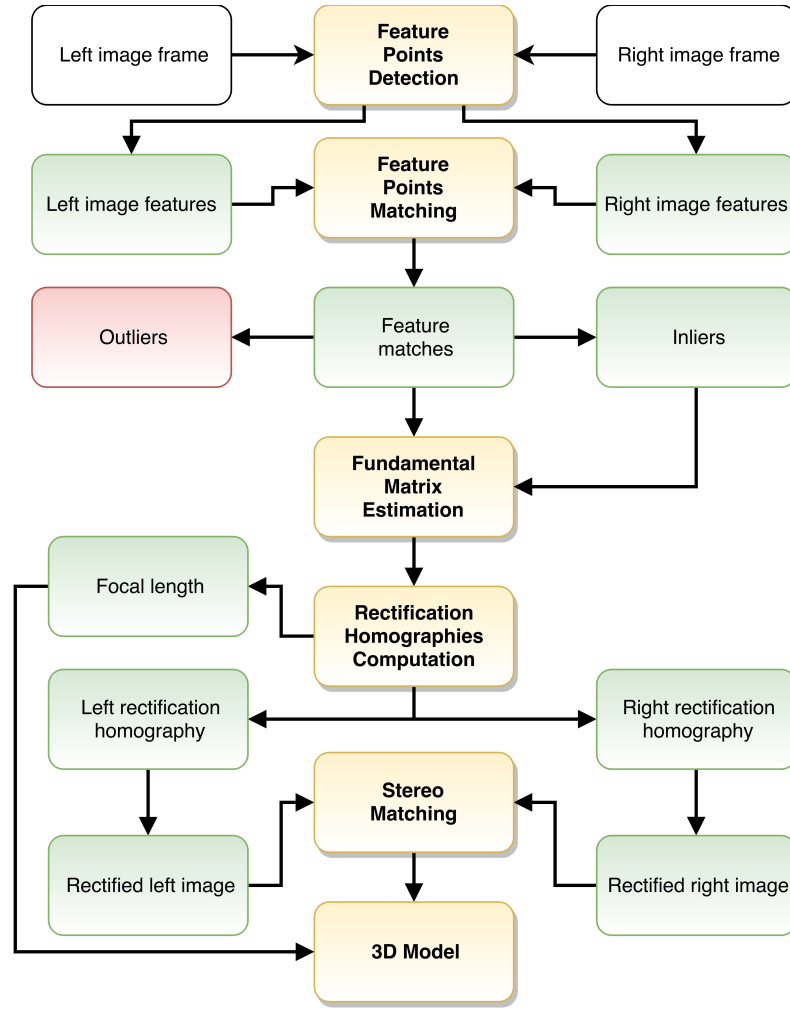 Left image frame
Feature
Points
Detection
Right image frame
Left image features
Feature
Points
Matching
Right image features
Outliers
Feature
matches
Inliers
Fundamental
Matrix
Estimation
Focal length
Rectification
Homographies
Computation
Left rectification
homography
Right rectification
homography
Stereo
Matching
Rectified left image
Rectified right image
3D Model